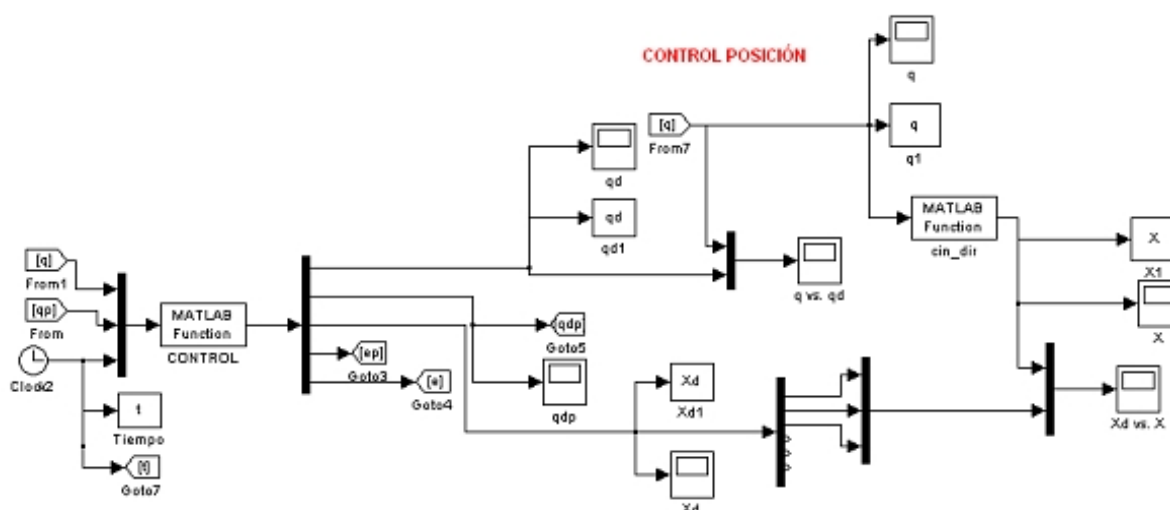 CONTROL POSICIÓN
q
q
q1
[q]
From7
qd
qd
qd1
MATLAB
Function
cin_dir
X
X1
X
q vs. qd
[q]
From1
[qp]
From
Clock2
MATLAB
Function
CONTROL
t
Tiempo
[t]
Goto7
[qdp]
Goto5
[ep]
Goto3
[e]
Goto4
qdp
Xd
Xd1
Xd
Xd vs. X